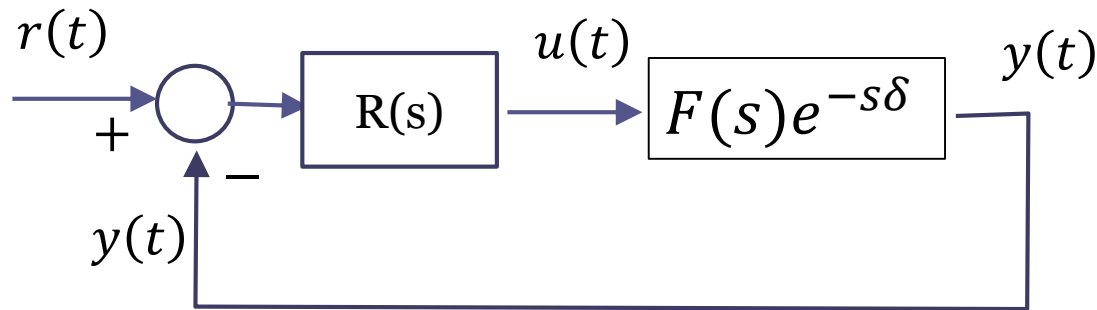 r(t)
u(t)
y(t)
+
R(s)
F(s)e^{-sδ}
−
y(t)